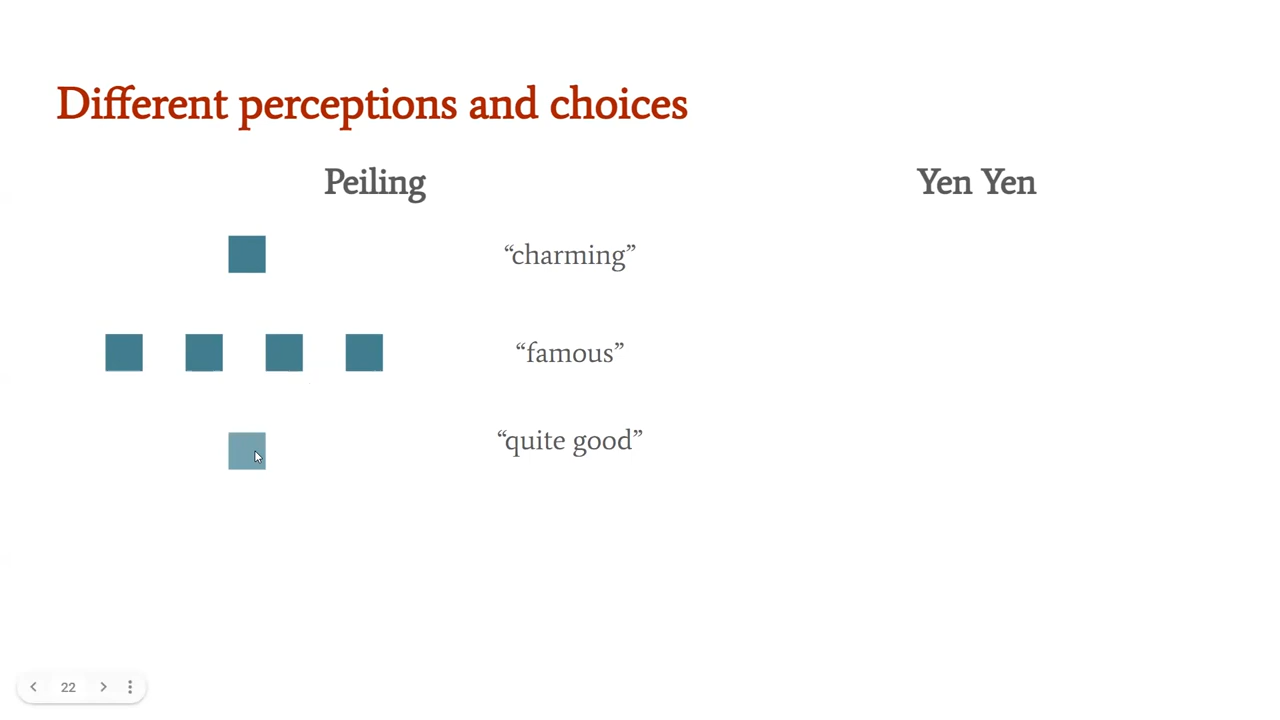 Different perceptions and choices
Peiling
Yen Yen
“charming”
“famous”
“quite good”
22